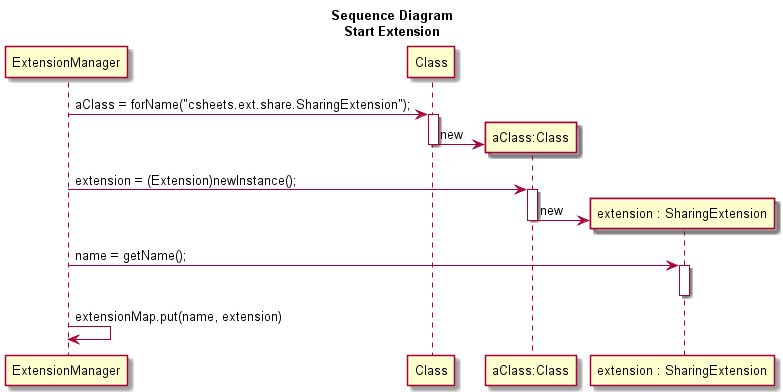 Sequence Diagram
Start Extension
ExtensionManager
Class
aClass = forName("csheets.ext.share.SharingExtension");
new
aClass:Class
extension = (Extension)newInstance();
new
extension : SharingExtension
name = getName();
extensionMap.put(name, extension)
ExtensionManager
Class
aClass:Class
extension : SharingExtension